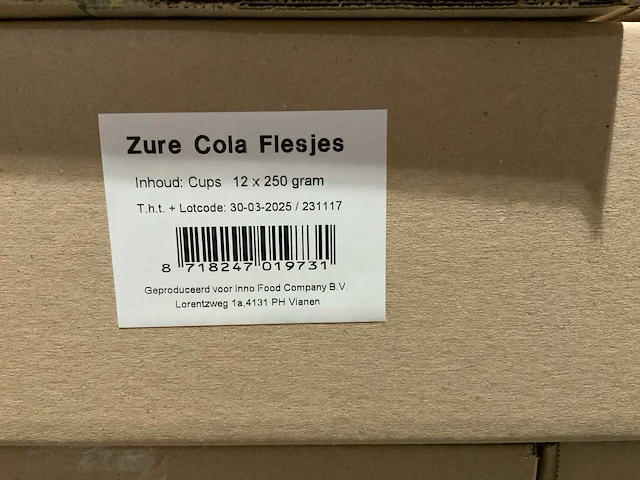 Zure Cola Flesjes
Inhoud: Cups 12 x 250 gram
T.h.t. + Lotcode: 30-03-2025 / 231117
8 718247 019731
Geproduceerd voor Inno Food Company B.V.
Lorentzweg 1a,4131 PH Vianen